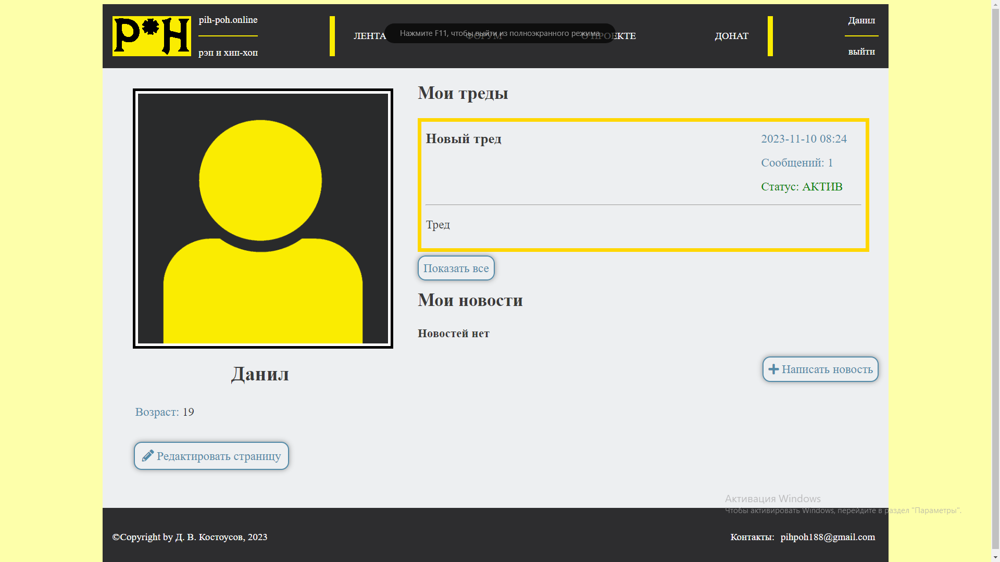 P*H
pih-poh.online
рэп и хип-хоп
ЛЕНТА
ФОРУМ
О ПРОЕКТЕ
ДОНАТ
Данил
выйти
Нажмите F11, чтобы выйти из полноэкранного режима
Мои треды
Новый тред
2023-11-10 08:24
Сообщений: 1
Статус: АКТИВ
Тред
Показать все
Мои новости
Новостей нет
Написать новость
Данил
Возраст: 19
Редактировать страницу
Активация Windows
Чтобы активировать Windows, перейдите в раздел "Параметры".
©Copyright by Д. В. Костоусов, 2023
Контакты: pihpoh188@gmail.com